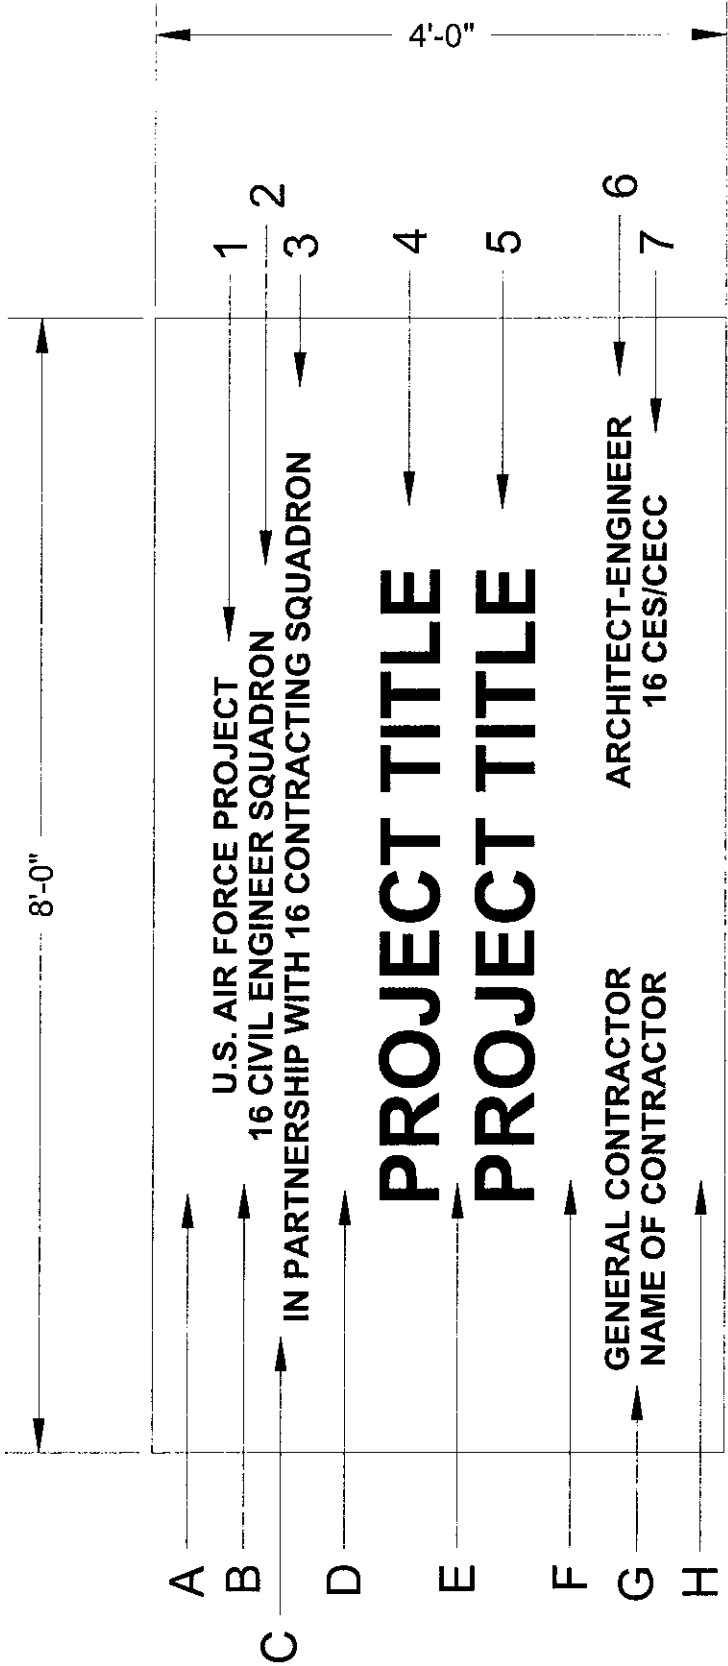 8'-0"
4'-0"
A
B
C
D
E
F
G
H
U.S. AIR FORCE PROJECT
16 CIVIL ENGINEER SQUADRON
IN PARTNERSHIP WITH 16 CONTRACTING SQUADRON
PROJECT TITLE
PROJECT TITLE
GENERAL CONTRACTOR
NAME OF CONTRACTOR
ARCHITECT-ENGINEER
16 CES/CECC
1
2
3
4
5
6
7